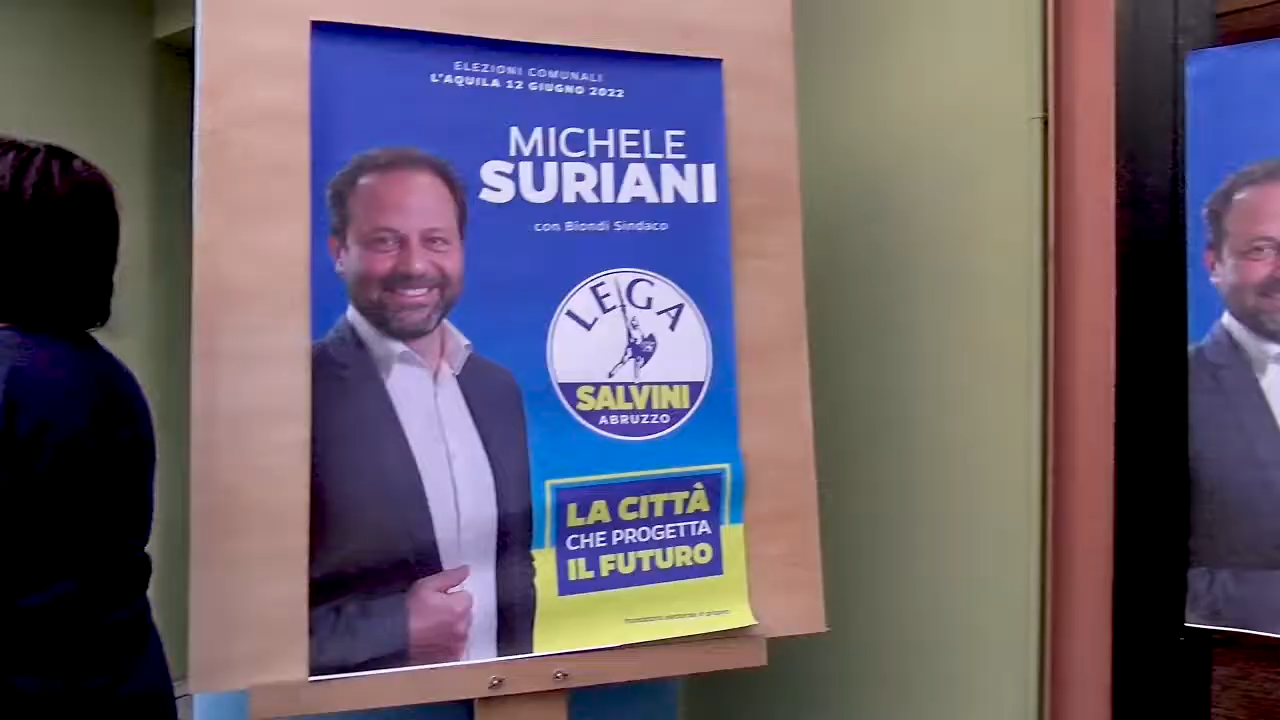 ELEZIONI COMUNALI
L'AQUILA 12 GIUGNO 2022
MICHELE
SURIANI
con Biondi Sindaco
LEGA
SALVINI
ABRUZZO
LA CITTÀ
CHE PROGETTA
IL FUTURO